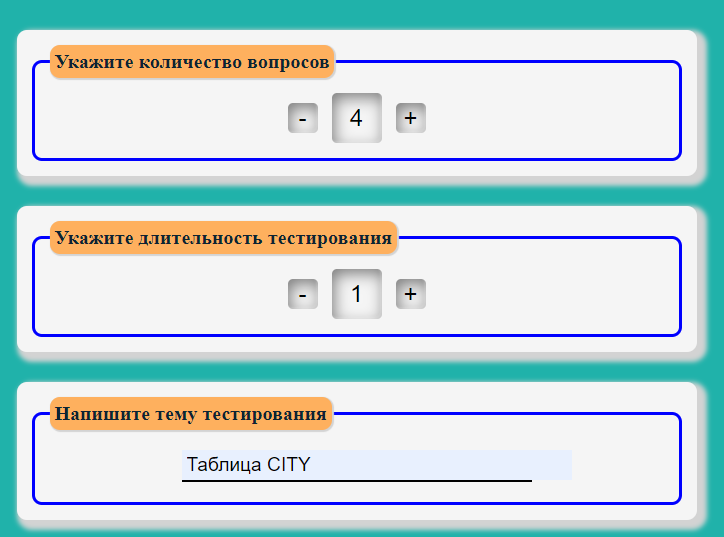 Укажите количество вопросов
- 4 +
Укажите длительность тестирования
- 1 +
Напишите тему тестирования
Таблица CITY